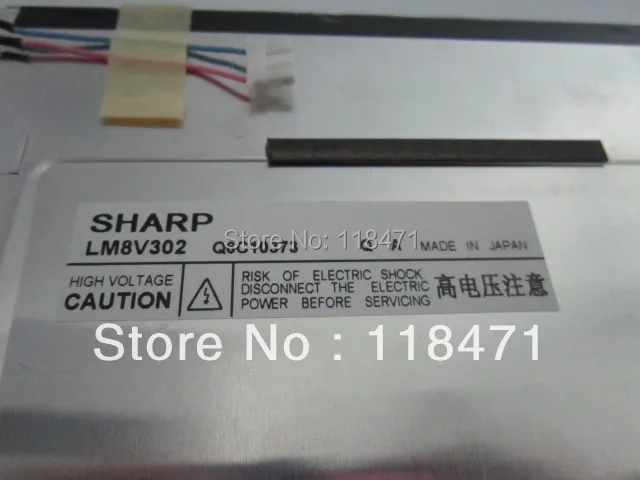 SHARP
Store No: 118471
LM8V302 Q6C10373 Q A MADE IN JAPAN
HIGH VOLTAGE
CAUTION
RISK OF ELECTRIC SHOCK
DISCONNECT THE ELECTRIC
POWER BEFORE SERVICING
高电压注意
Store No : 118471